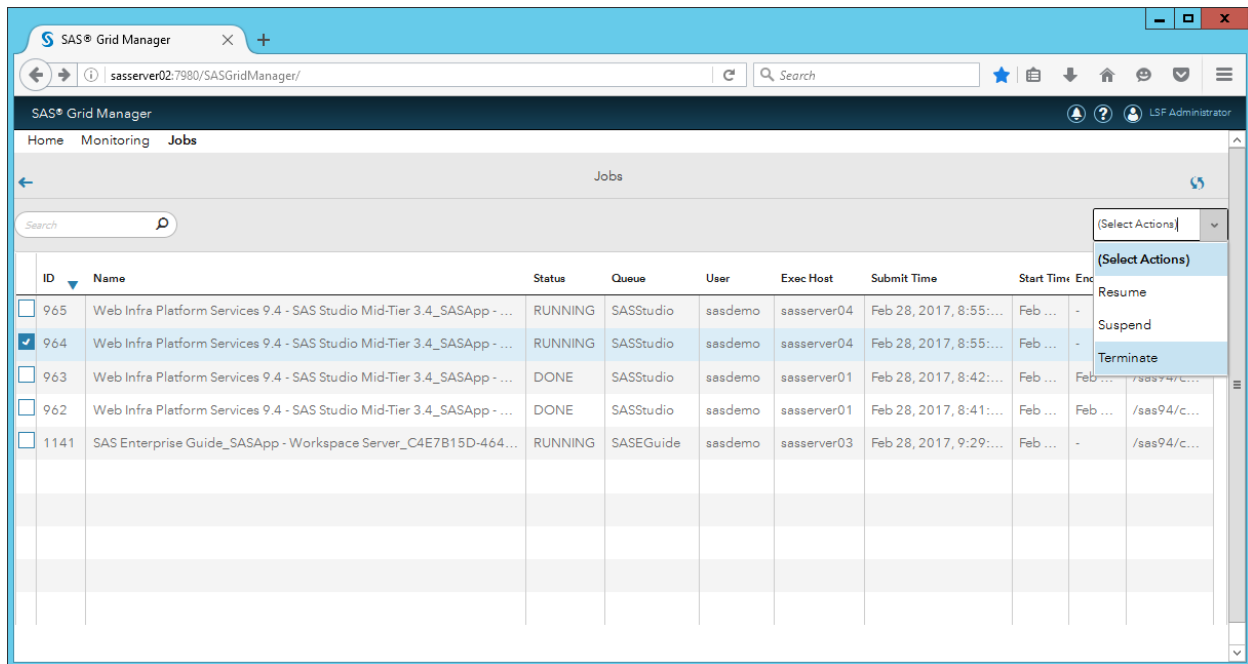 SAS® Grid Manager
sasserver02:7980/SASGridManager/ Search
SAS® Grid Manager LSF Administrator
Home Monitoring Jobs
Jobs
Search (Select Actions)
(Select Actions)
Resume
Suspend
Terminate
ID Name Status Queue User Exec Host Submit Time Start Time
965 Web Infra Platform Services 9.4 - SAS Studio Mid-Tier 3.4_SASApp - ... RUNNING SASStudio sasdemo sasserver04 Feb 28, 2017, 8:55:... Feb ... -
964 Web Infra Platform Services 9.4 - SAS Studio Mid-Tier 3.4_SASApp - ... RUNNING SASStudio sasdemo sasserver04 Feb 28, 2017, 8:55:... Feb ... -
963 Web Infra Platform Services 9.4 - SAS Studio Mid-Tier 3.4_SASApp - ... DONE SASStudio sasdemo sasserver01 Feb 28, 2017, 8:42:... Feb ... Feb ... /sas94/c...
962 Web Infra Platform Services 9.4 - SAS Studio Mid-Tier 3.4_SASApp - ... DONE SASStudio sasdemo sasserver01 Feb 28, 2017, 8:41:... Feb ... Feb ... /sas94/c...
1141 SAS Enterprise Guide_SASApp - Workspace Server_C4E7B15D-464... RUNNING SASEGuide sasdemo sasserver03 Feb 28, 2017, 9:29:... Feb ... - /sas94/c...